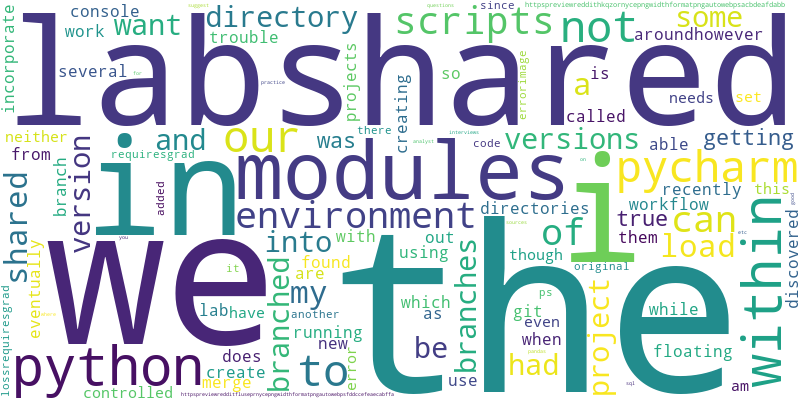 console
work
want
directory
scripts
not
some
since
httpspreviewreddithkqzornycepngwidthformatpngautowebpsacbdeafdabb
incorporate
trouble
several
projects
so
a
is
aroundhowever
errorimage
labshared
creating
called
needs
set
neither
and
our
was
there
code
versions
able
getting
from
requiresgrad
in
modules
i
pycharm
version
branch
added
environment
directories
recently
this
shared
into
with
out
though
of
true
can
workflow
them
load
within
discovered
we
the
you
it
found
are
using
branches
original
eventually
branched
my
which
git
ps
project
while
lab
have
another
as
even
had
when
floating
lossrequiresgrad
python
does
running
new
error
be
use
am
create
to
merge
controlled
sql
interviews
analyst
practice
suggest
questions
courses
pandas
etc
good